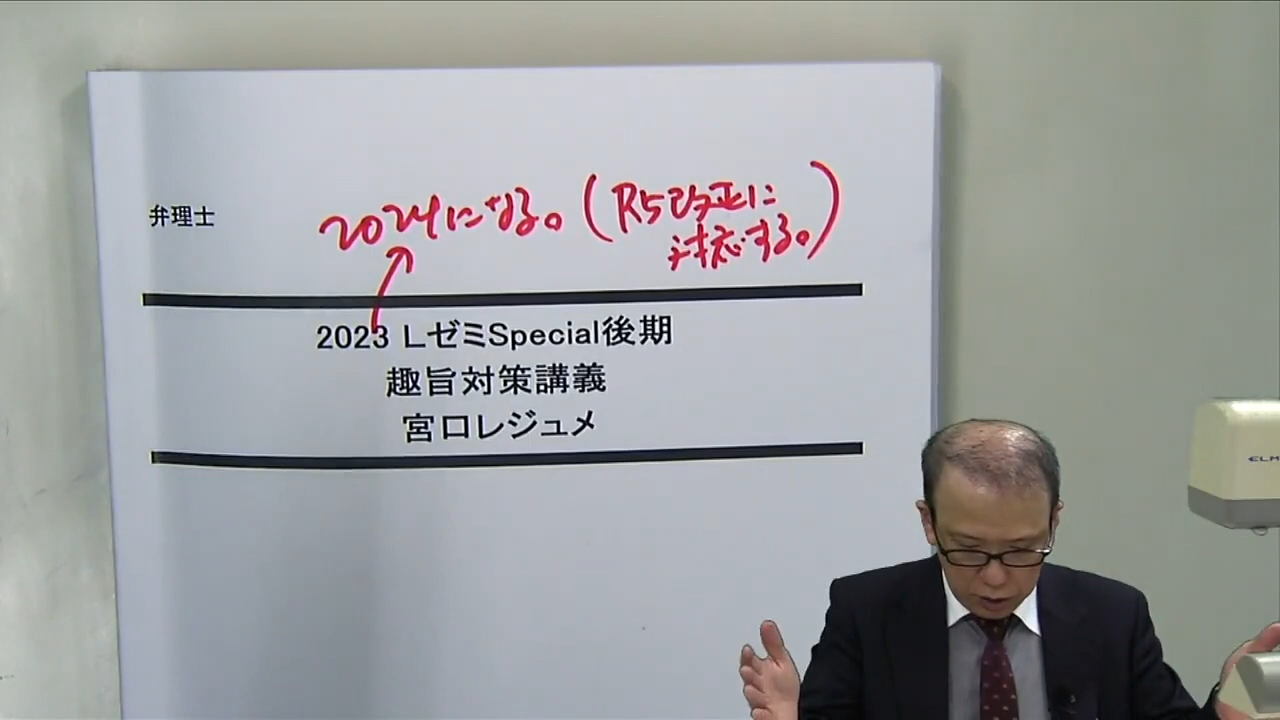 弁理士
2024になる。(R5改正に
対応する。)
2023 LゼミSpecial後期
趣旨対策講義
宮口レジュメ
ELM